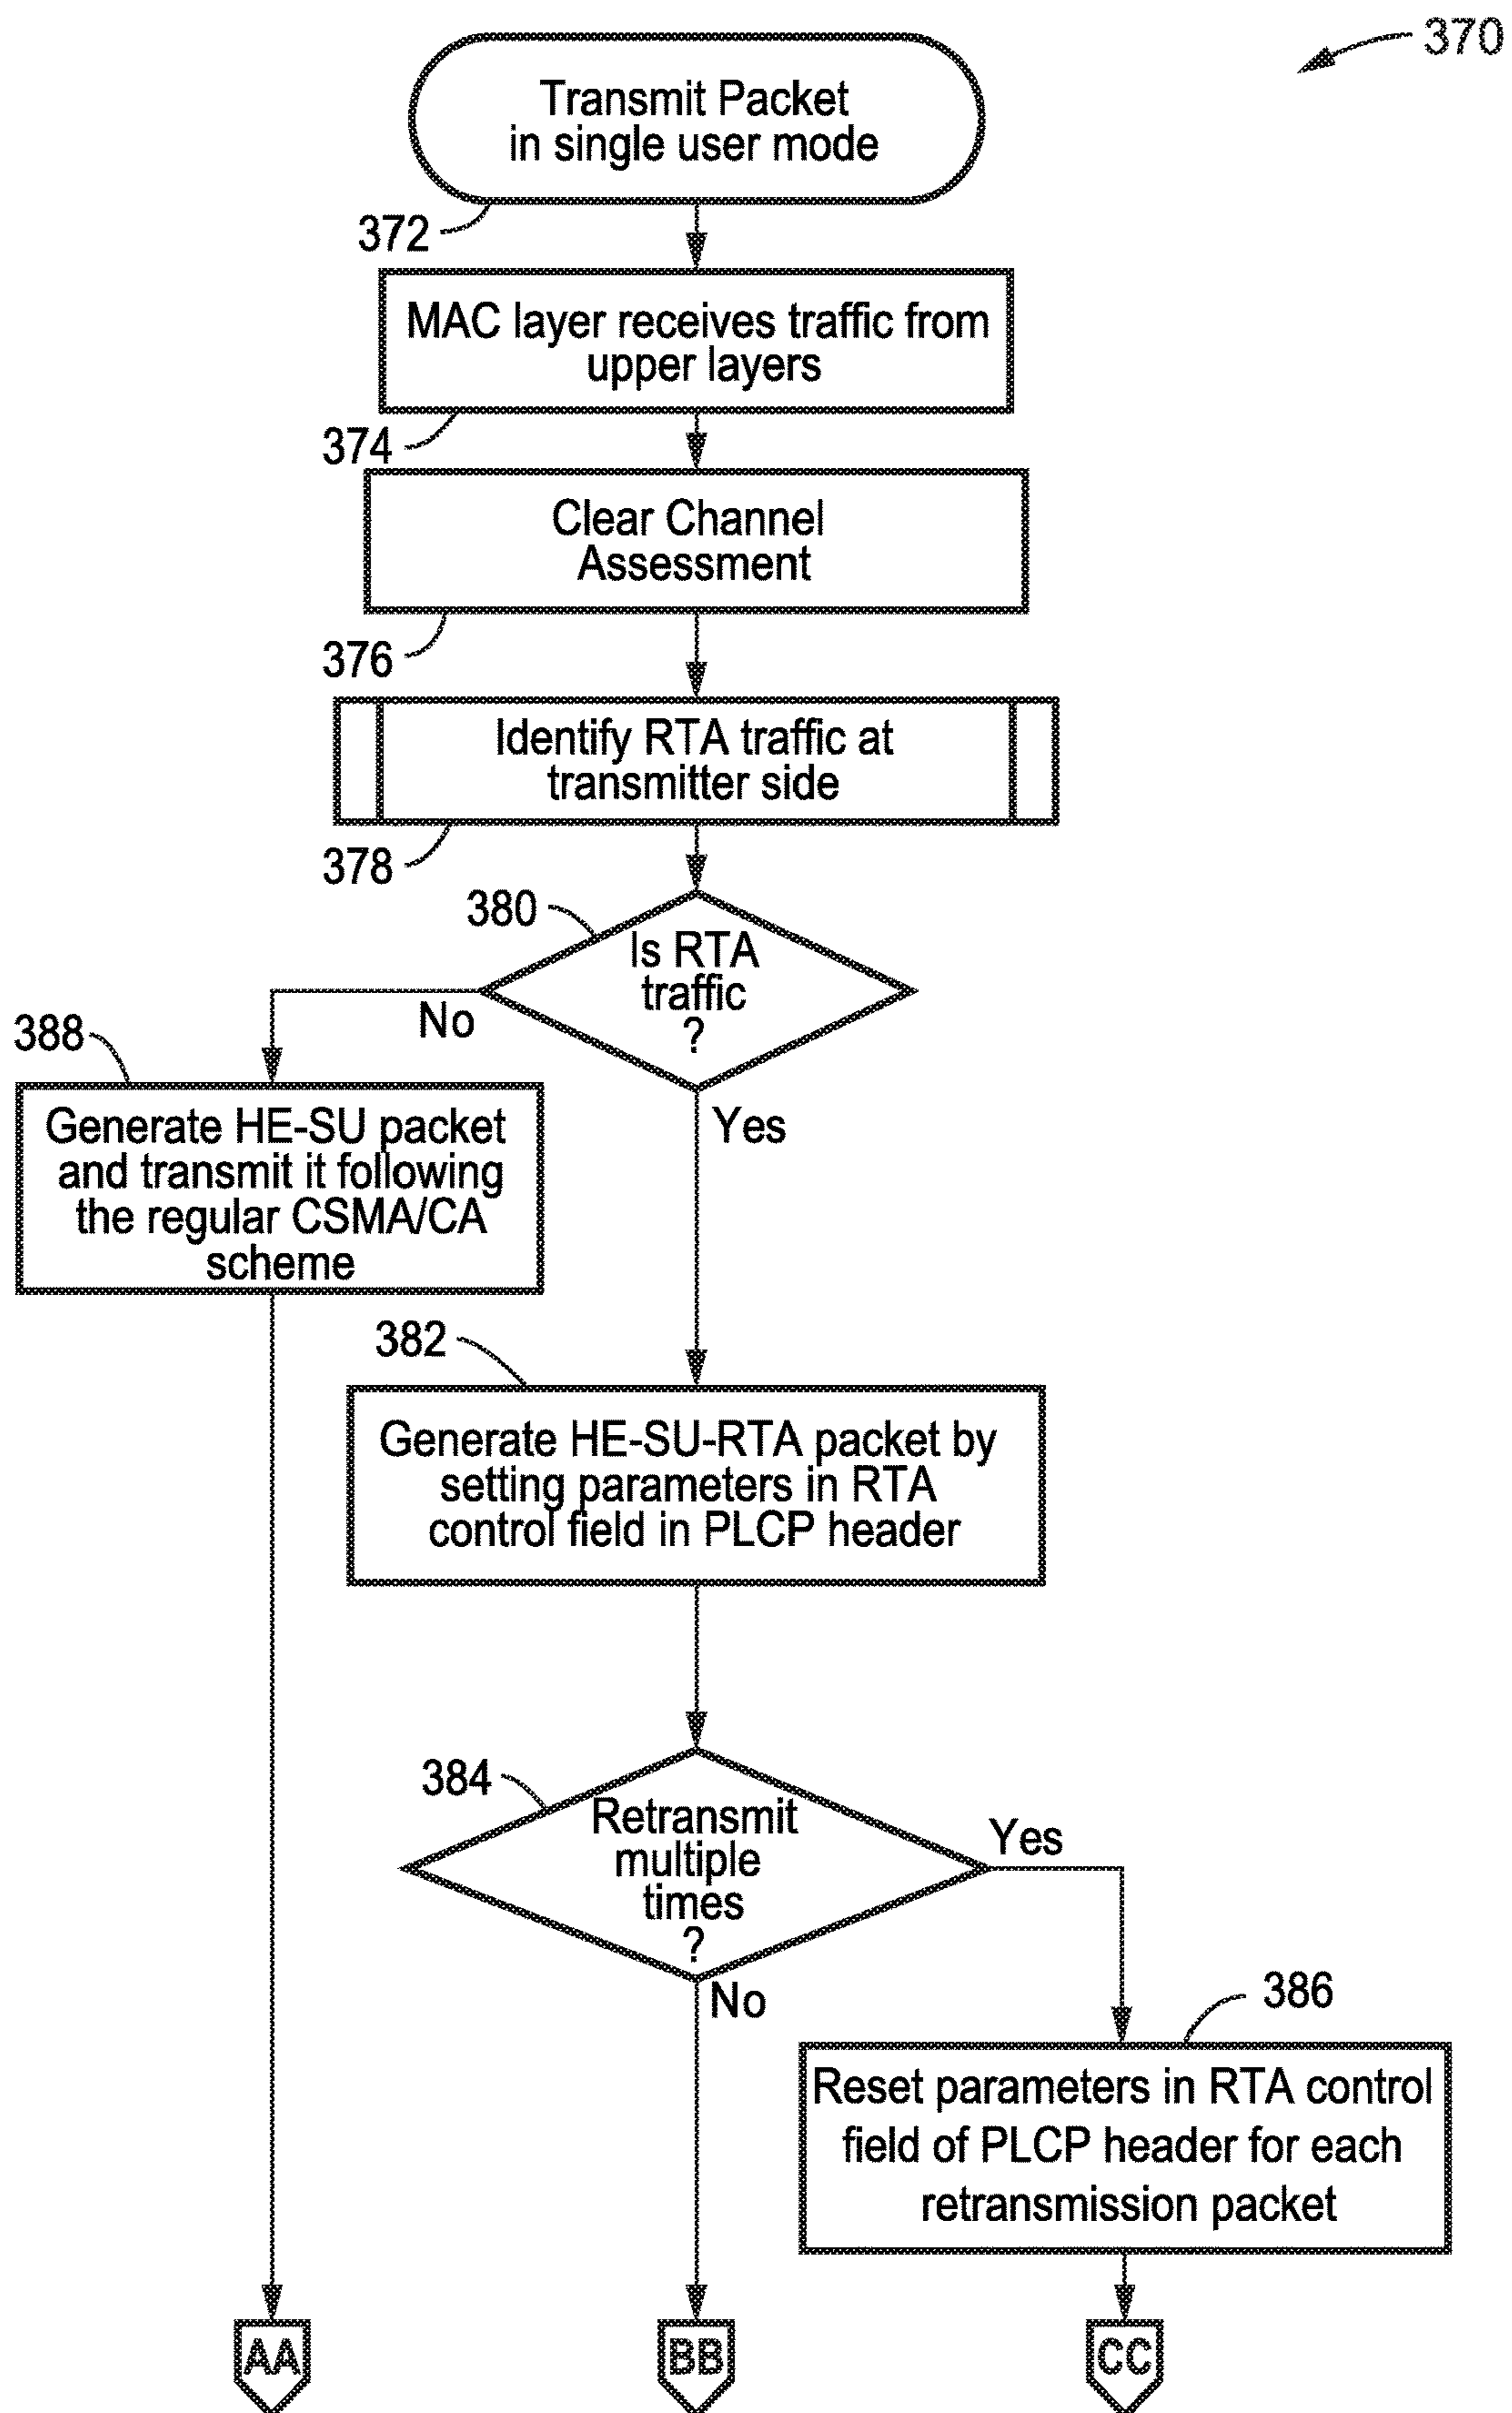 370
Transmit Packet
in single user mode
372
MAC layer receives traffic from
upper layers
374
Clear Channel
Assessment
376
Identify RTA traffic at
transmitter side
378
380
Is RTA
traffic
?
No
Yes
388
Generate HE-SU packet
and transmit it following
the regular CSMA/CA
scheme
382
Generate HE-SU-RTA packet by
setting parameters in RTA
control field in PLCP header
384
Retransmit
multiple
times
?
Yes
No
386
Reset parameters in RTA control
field of PLCP header for each
retransmission packet
AA
BB
CC